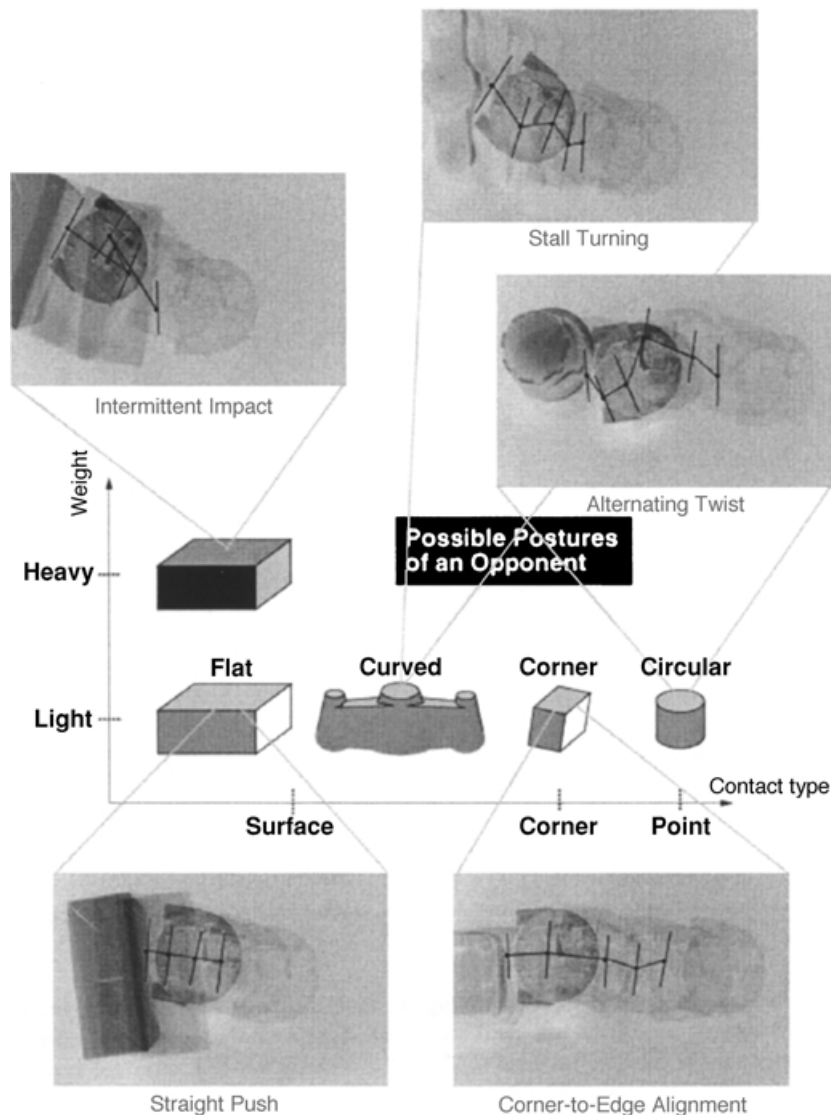 Stall Turning
Intermittent Impact
Alternating Twist
Weight
Possible Postures
of an Opponent
Heavy
Flat
Curved
Corner
Circular
Light
Contact type
Surface
Corner
Point
Straight Push
Corner-to-Edge Alignment